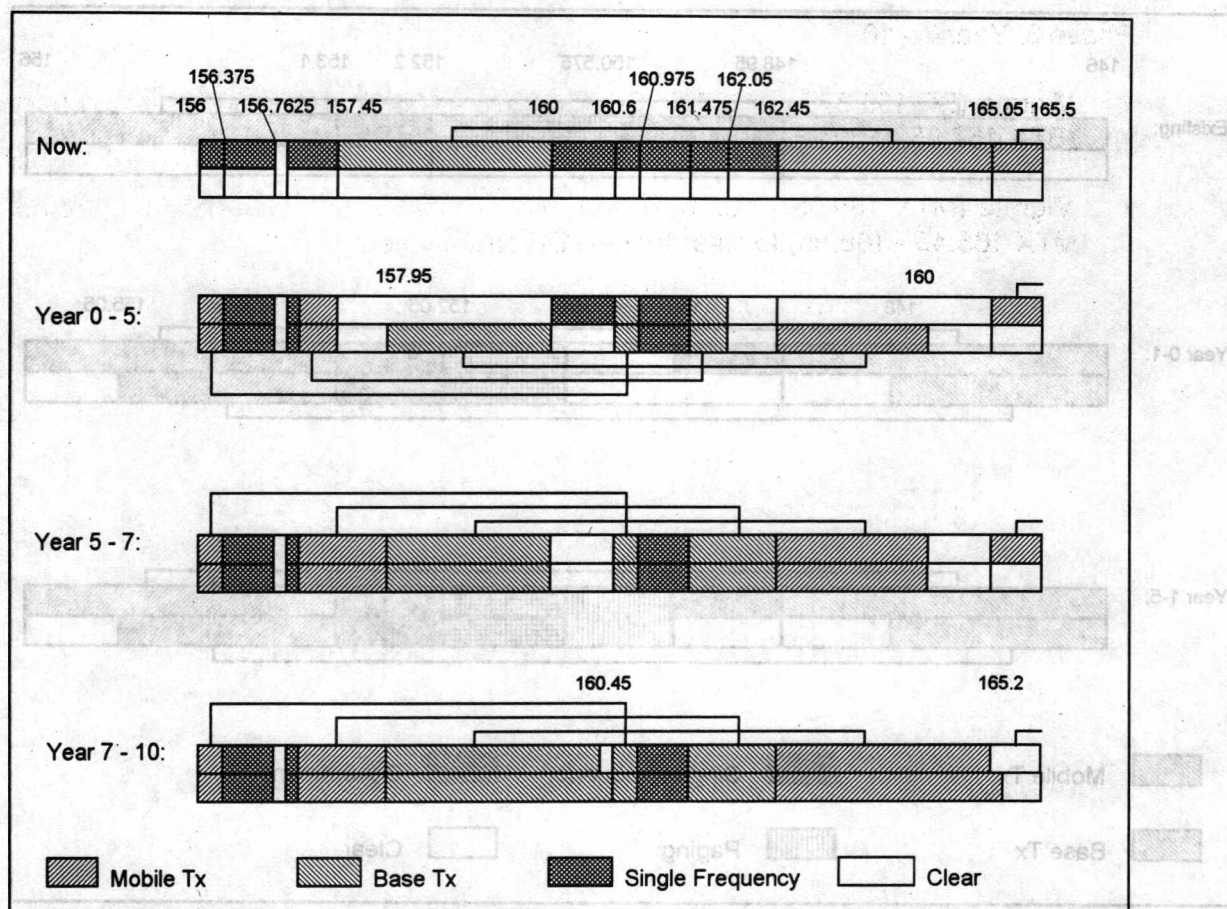 156.375 160.975 162.05
156 156.7625 157.45 160 160.6 161.475 162.45 165.05 165.5
Now:
157.95 160
Year 0 - 5:
Year 5 - 7:
160.45 165.2
Year 7 - 10:
Mobile Tx Base Tx Single Frequency Clear